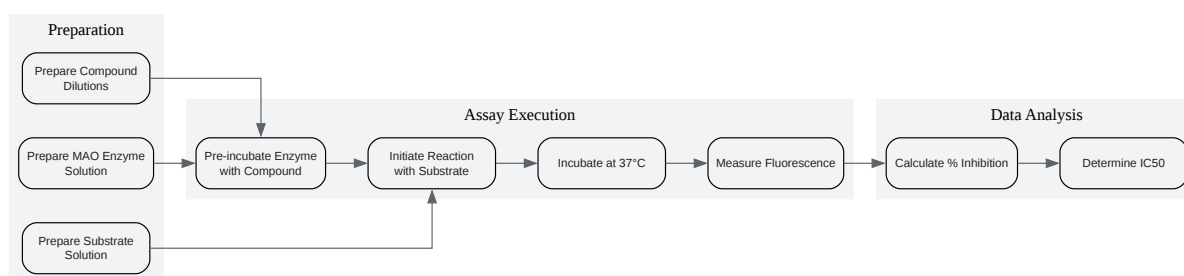 Preparation
Prepare Compound
Dilutions
Prepare MAO Enzyme
Solution
Prepare Substrate
Solution
Assay Execution
Pre-incubate Enzyme
with Compound
Initiate Reaction
with Substrate
Incubate at 37°C
Measure Fluorescence
Data Analysis
Calculate % Inhibition
Determine IC50